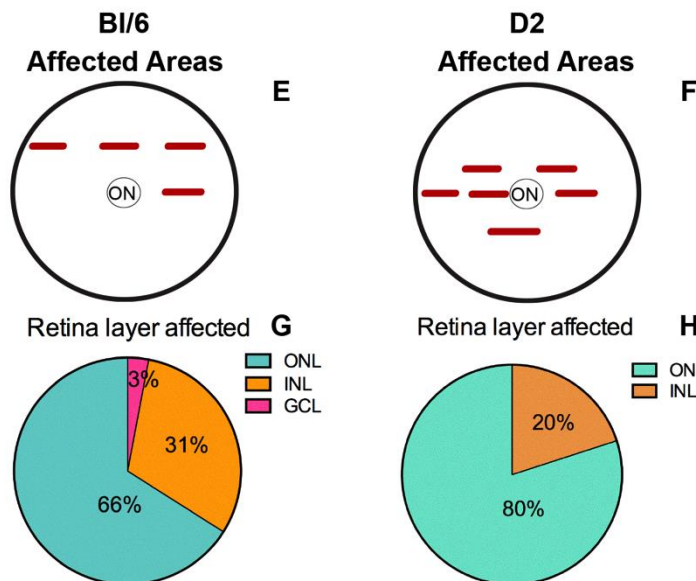 Bl/6
Affected Areas
E
ON
Retina layer affected
G
ONL
INL
GCL
3%
31%
66%
D2
Affected Areas
F
ON
Retina layer affected
H
ON
INL
20%
80%